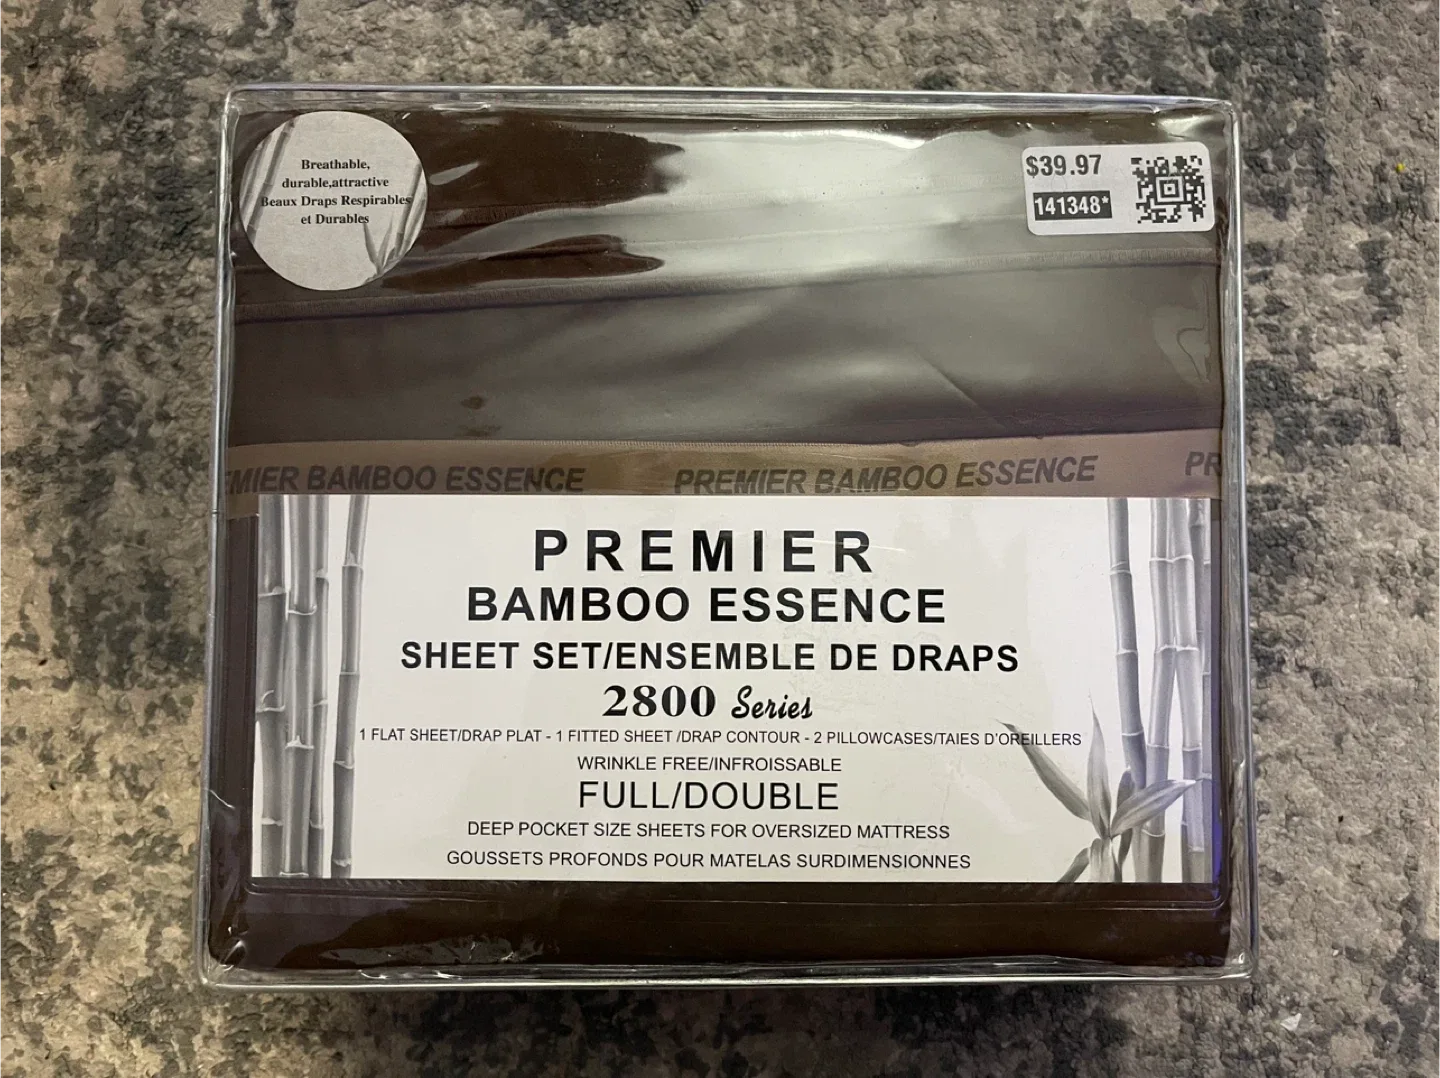 Breathable,
durable,attractive
Beaux Draps Respirables
et Durables
$39.97
141348*
EMIER BAMBOO ESSENCE PREMIER BAMBOO ESSENCE PR
PREMIER
BAMBOO ESSENCE
SHEET SET/ENSEMBLE DE DRAPS
2800 Series
1 FLAT SHEET/DRAP PLAT - 1 FITTED SHEET /DRAP CONTOUR - 2 PILLOWCASES/TAIES D'OREILLERS
WRINKLE FREE/INFROISSABLE
FULL/DOUBLE
DEEP POCKET SIZE SHEETS FOR OVERSIZED MATTRESS
GOUSSETS PROFONDS POUR MATELAS SURDIMENSIONNES